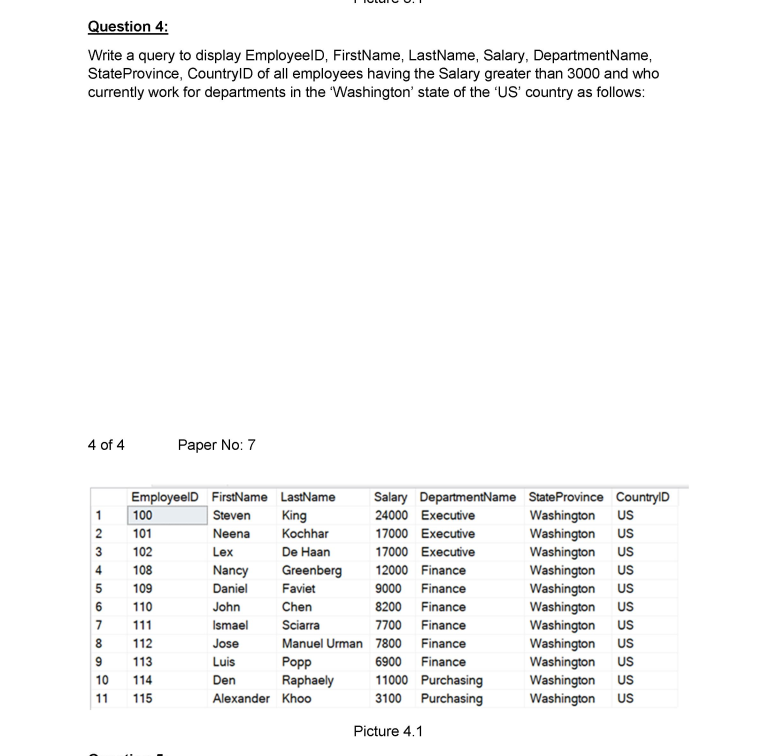 Picture 3.1
Question 4:
Write a query to display EmployeeID, FirstName, LastName, Salary, DepartmentName,
StateProvince, CountryID of all employees having the Salary greater than 3000 and who
currently work for departments in the ‘Washington’ state of the ‘US’ country as follows:
4 of 4 Paper No: 7
EmployeeID FirstName LastName Salary DepartmentName StateProvince CountryID
1 100 Steven King 24000 Executive Washington US
2 101 Neena Kochhar 17000 Executive Washington US
3 102 Lex De Haan 17000 Executive Washington US
4 108 Nancy Greenberg 12000 Finance Washington US
5 109 Daniel Faviet 9000 Finance Washington US
6 110 John Chen 8200 Finance Washington US
7 111 Ismael Sciarra 7700 Finance Washington US
8 112 Jose Manuel Urman 7800 Finance Washington US
9 113 Luis Popp 6900 Finance Washington US
10 114 Den Raphaely 11000 Purchasing Washington US
11 115 Alexander Khoo 3100 Purchasing Washington US
Picture 4.1